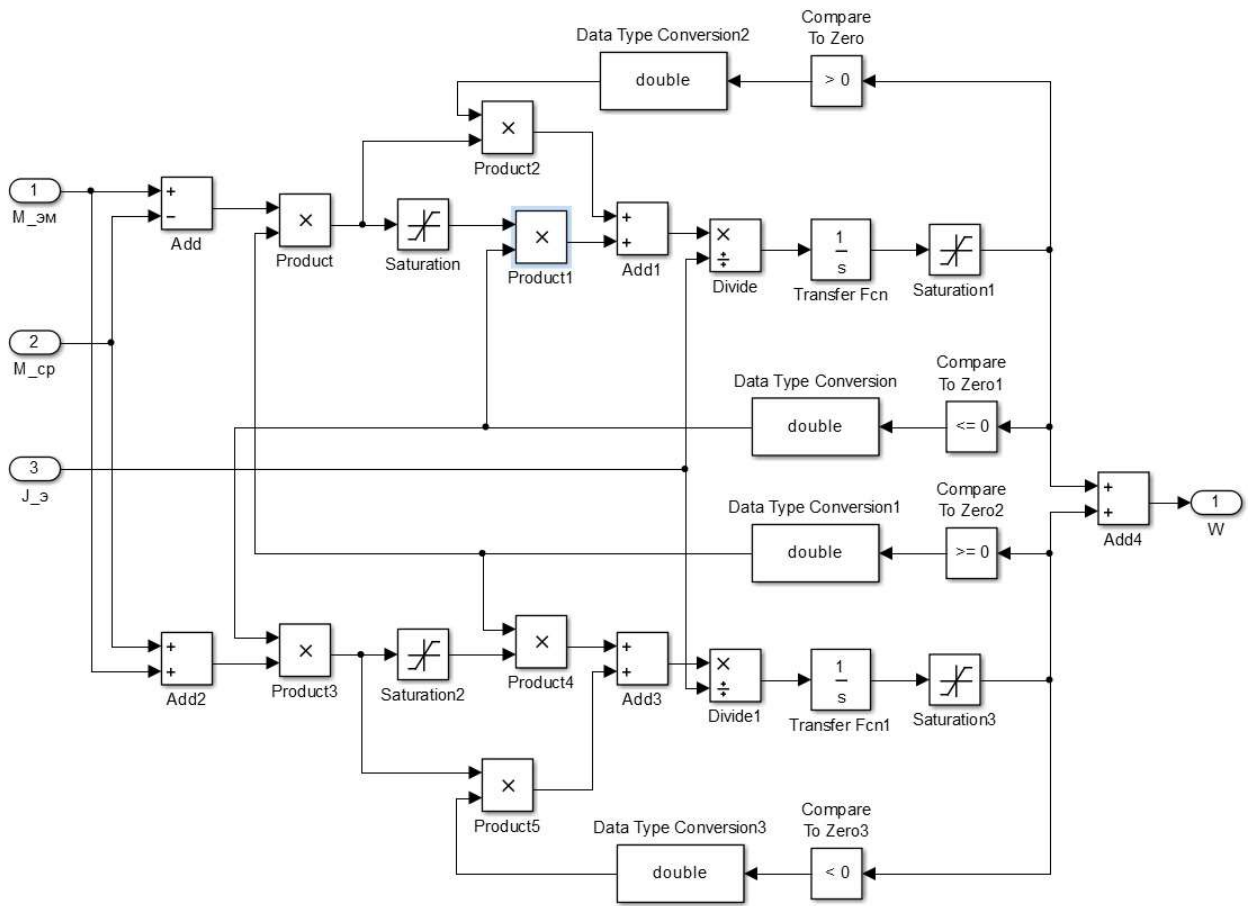 Compare
To Zero
Data Type Conversion2
double
> 0
×
Product2
1
M_эм
+
−
Add
×
Product
Saturation
×
Product1
+
+
Add1
×
÷
Divide
1
s
Transfer Fcn
Saturation1
2
M_ср
Compare
To Zero1
Data Type Conversion
double
<= 0
3
J_э
Compare
To Zero2
Data Type Conversion1
double
>= 0
+
+
Add4
1
W
+
+
Add2
×
Product3
Saturation2
×
Product4
+
+
Add3
×
÷
Divide1
1
s
Transfer Fcn1
Saturation3
×
Product5
Compare
To Zero3
Data Type Conversion3
double
< 0